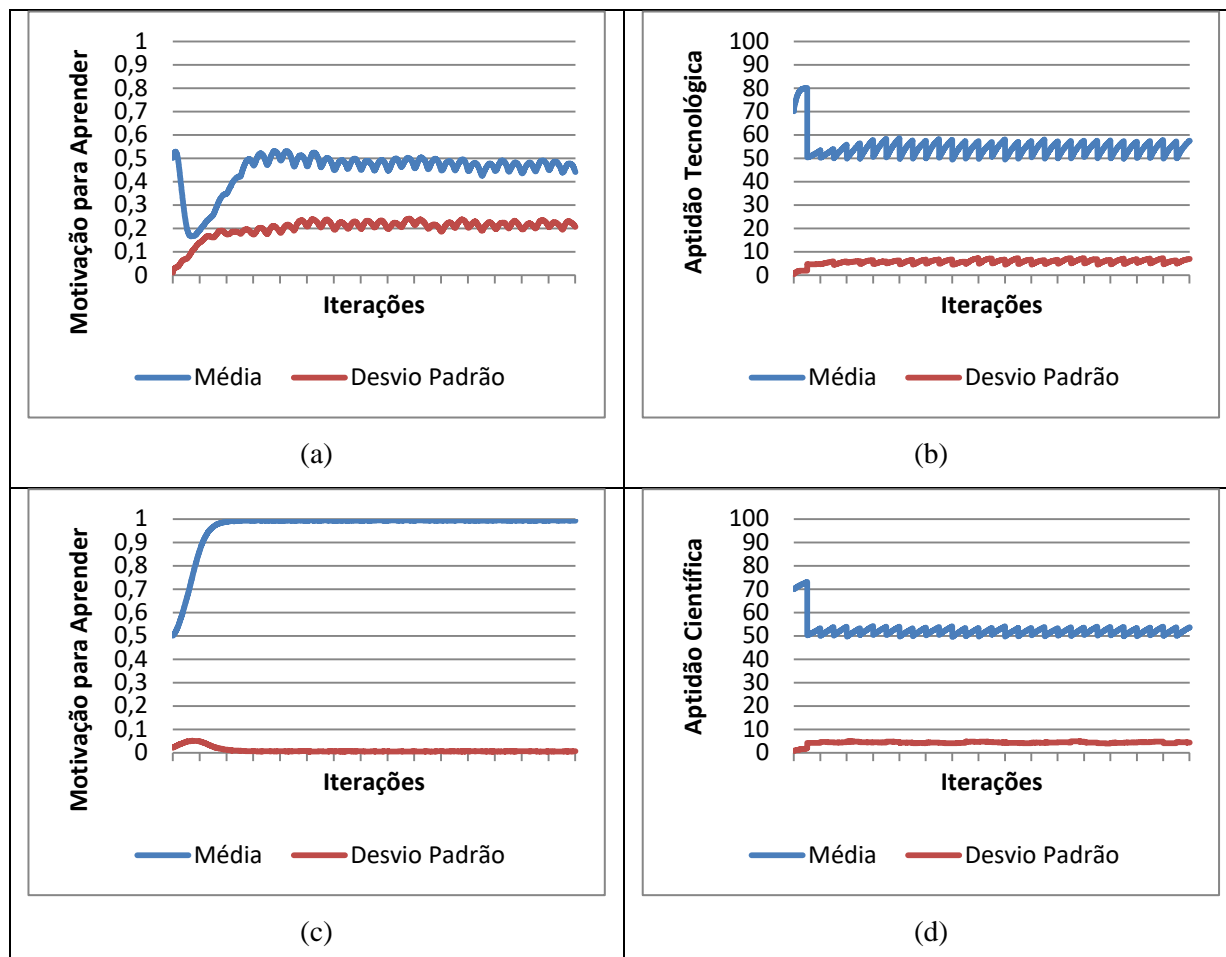 Motivação para Aprender
1
0,9
0,8
0,7
0,6
0,5
0,4
0,3
0,2
0,1
0
Iterações
Média Desvio Padrão
(a)
Aptidão Tecnológica
100
90
80
70
60
50
40
30
20
10
0
Iterações
Média Desvio Padrão
(b)
Motivação para Aprender
1
0,9
0,8
0,7
0,6
0,5
0,4
0,3
0,2
0,1
0
Iterações
Média Desvio Padrão
(c)
Aptidão Científica
100
90
80
70
60
50
40
30
20
10
0
Iterações
Média Desvio Padrão
(d)